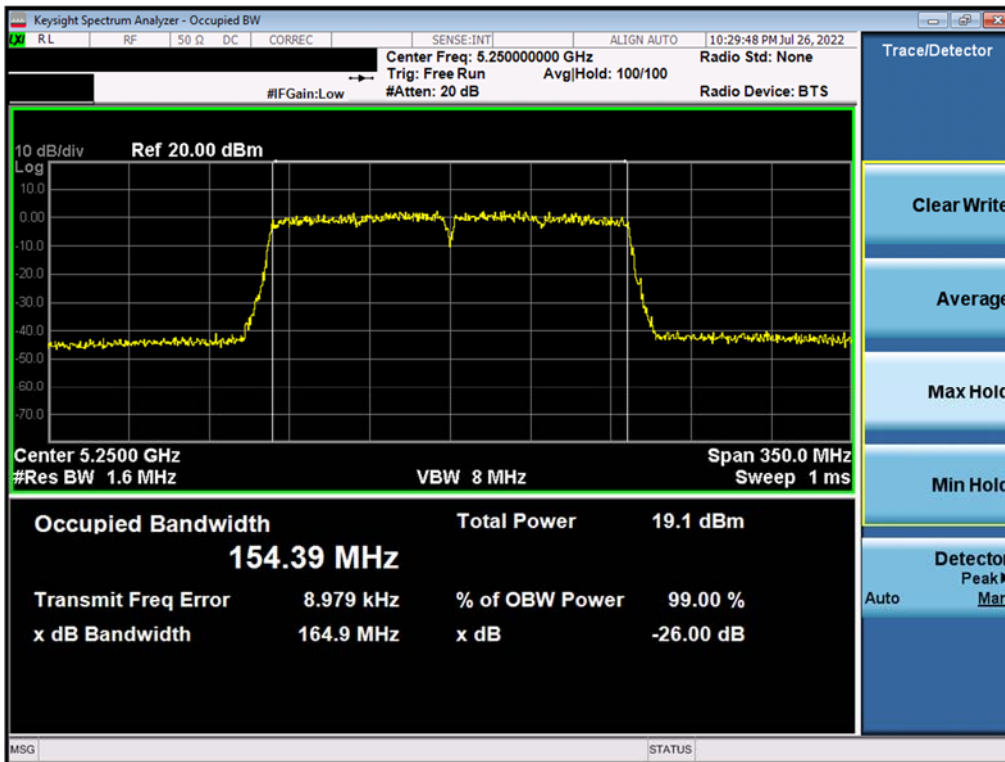 Keysight Spectrum Analyzer - Occupied BW
LXI RL RF 50 Ω DC CORREC SENSE:INT ALIGN AUTO 10:29:48 PM Jul 26, 2022
Center Freq: 5.250000000 GHz Radio Std: None
Trig: Free Run Avg|Hold: 100/100
#IFGain:Low #Atten: 20 dB Radio Device: BTS
10 dB/div Ref 20.00 dBm
Log
10.0
0.00
-10.0
-20.0
-30.0
-40.0
-50.0
-60.0
-70.0
Center 5.2500 GHz Span 350.0 MHz
#Res BW 1.6 MHz VBW 8 MHz Sweep 1 ms
Occupied Bandwidth Total Power 19.1 dBm
154.39 MHz
Transmit Freq Error 8.979 kHz % of OBW Power 99.00 %
x dB Bandwidth 164.9 MHz x dB -26.00 dB
MSG STATUS
Trace/Detector
Clear Write
Average
Max Hold
Min Hold
Detector
Peak
Auto Man